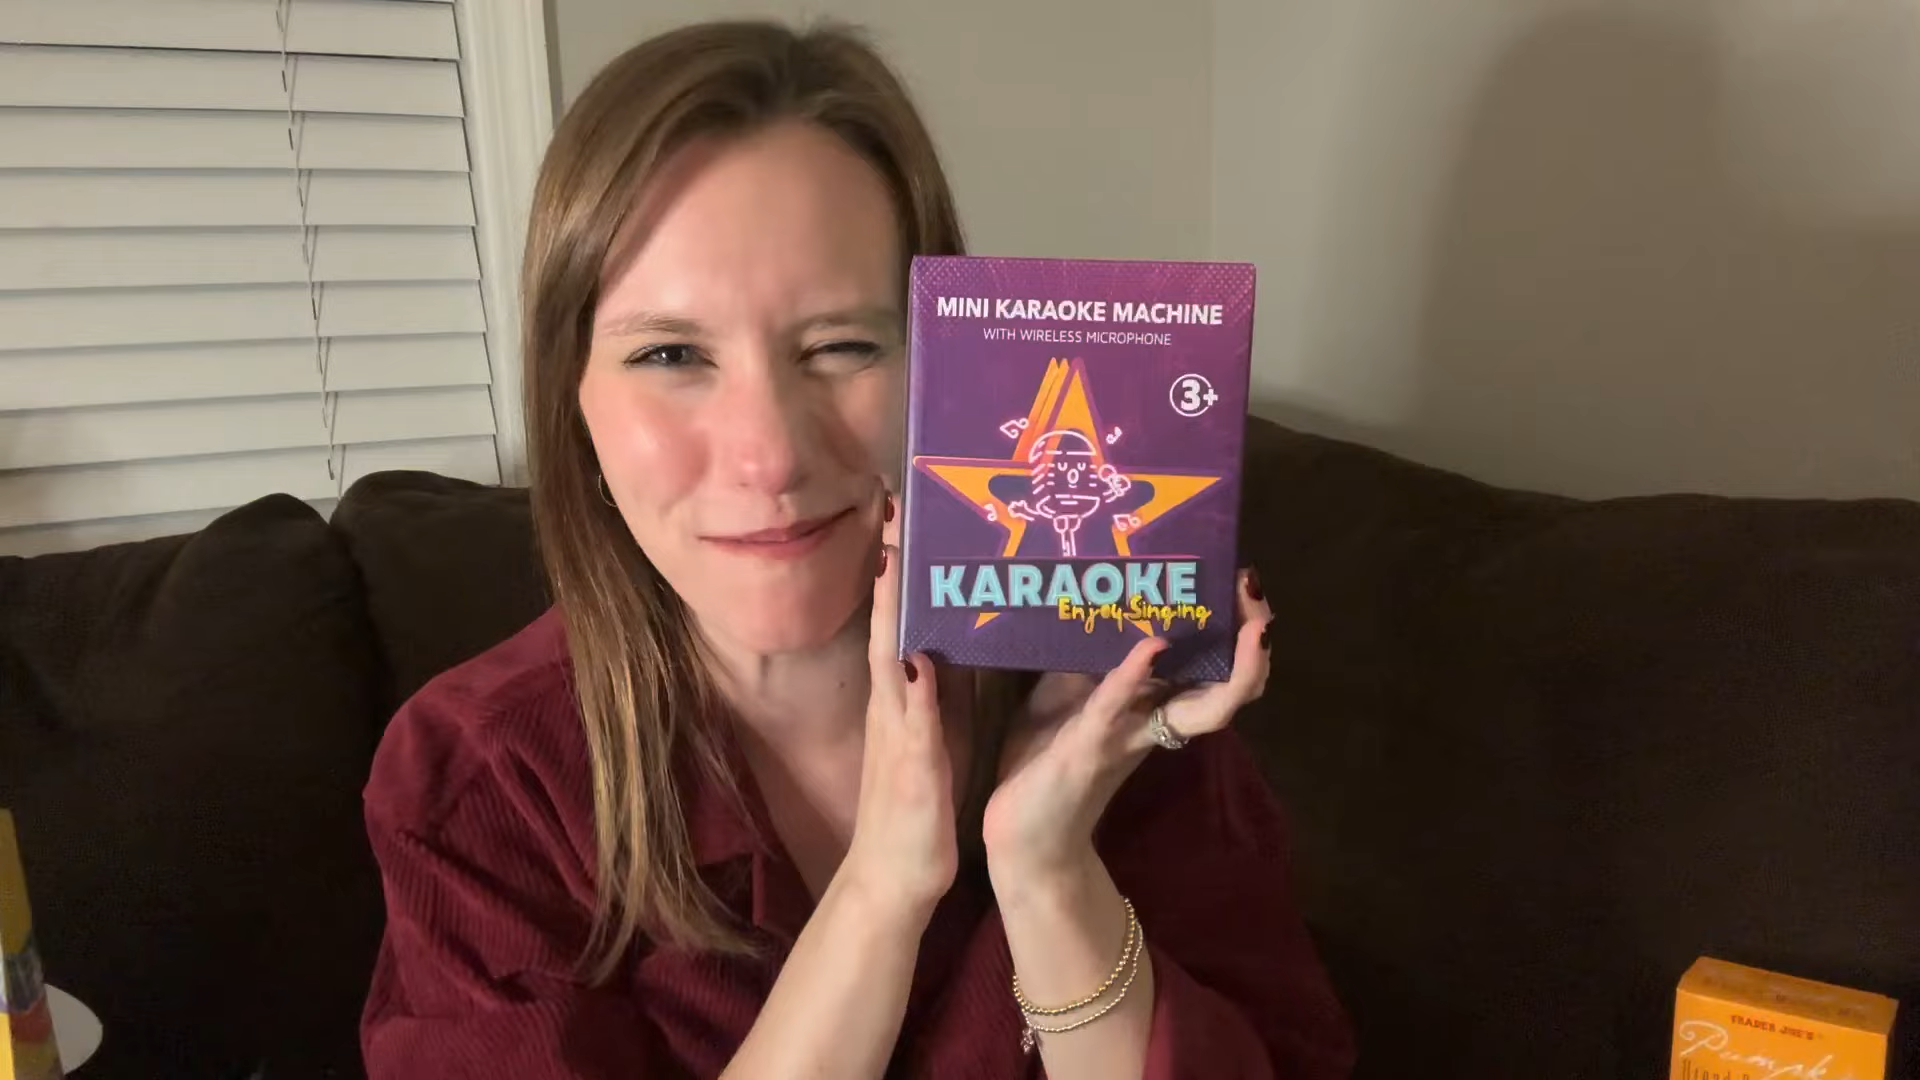 MINI KARAOKE MACHINE
WITH WIRELESS MICROPHONE
3+
KARAOKE
Enjoy Singing
TRADER JOE'S